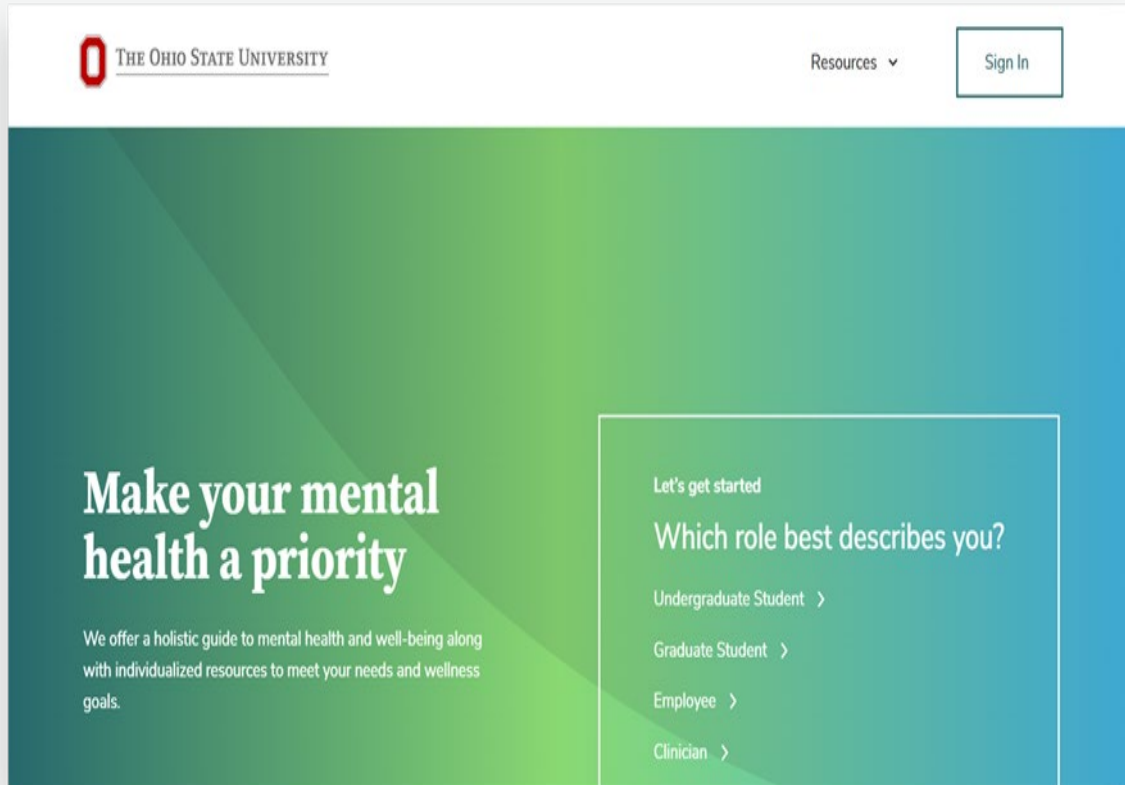 THE OHIO STATE UNIVERSITY
Resources
Sign In
Make your mental
health a priority
We offer a holistic guide to mental health and well-being along
with individualized resources to meet your needs and wellness
goals.
Let's get started
Which role best describes you?
Undergraduate Student
Graduate Student
Employee
Clinician